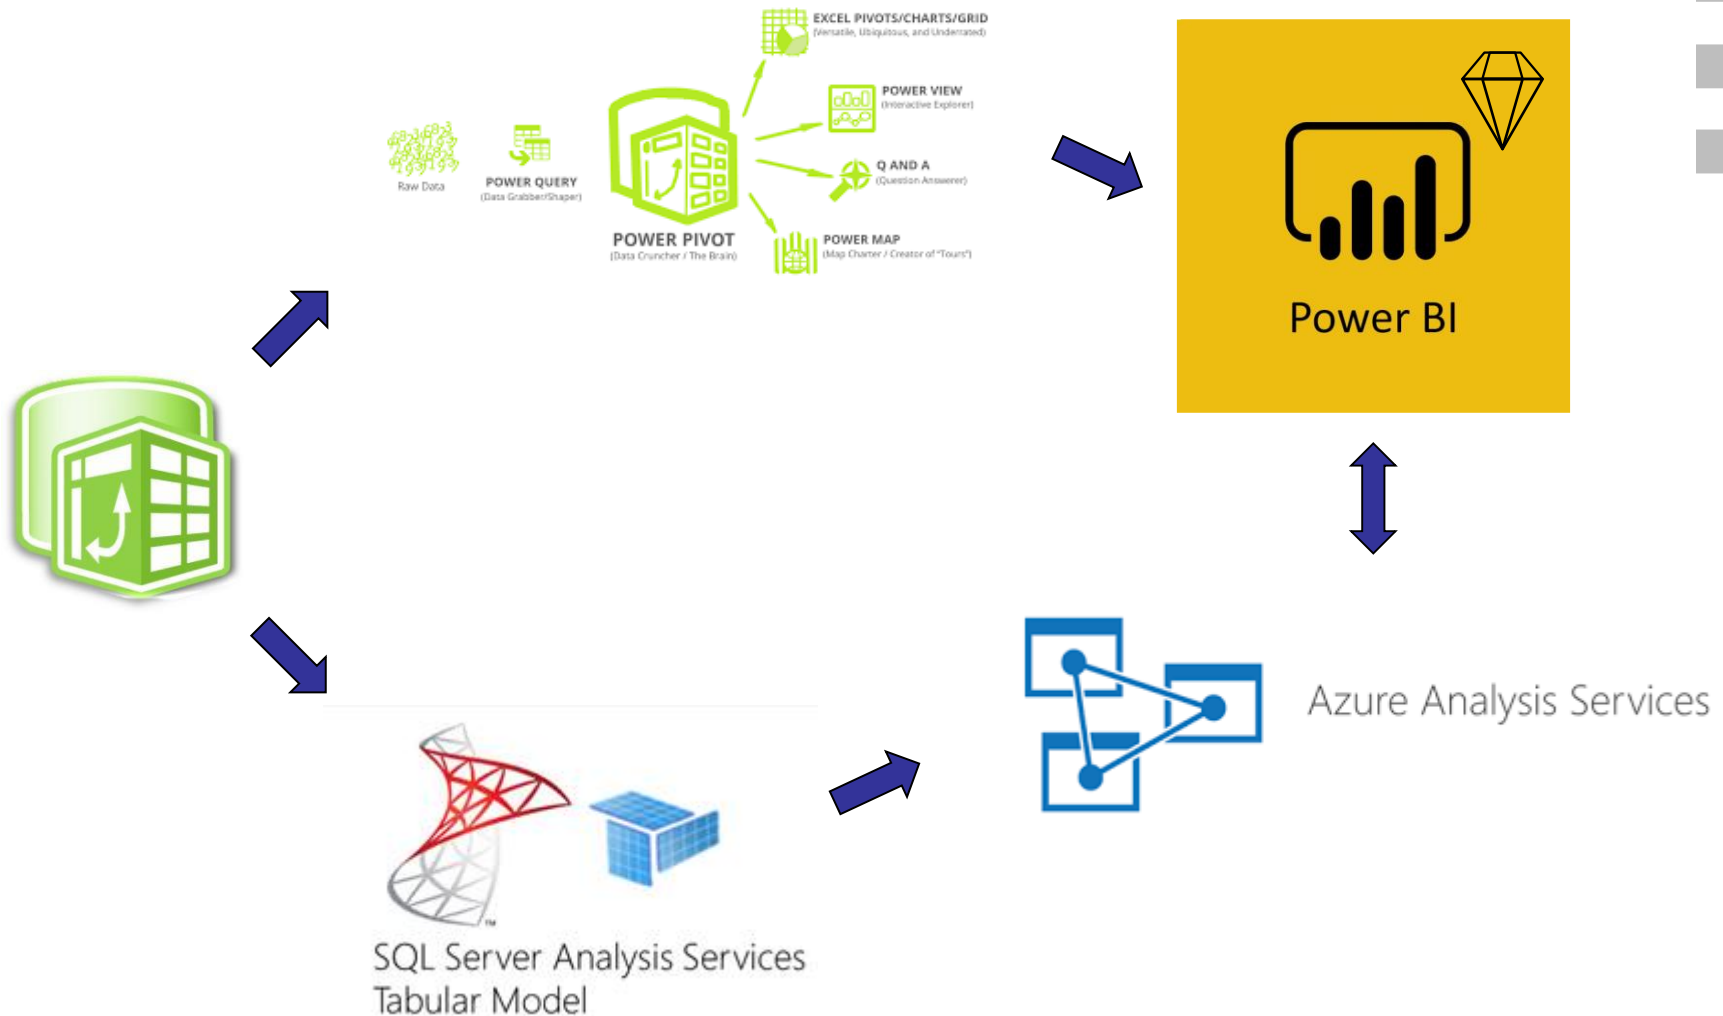 EXCEL PIVOTS/CHARTS/GRID
(Versatile, Ubiquitous, and Underrated)
POWER VIEW
(Interactive Explorer)
Q AND A
(Question Answerer)
POWER MAP
(Map Charter / Creator of "Tours")
Raw Data
POWER QUERY
(Data Grabber/Shaper)
POWER PIVOT
(Data Cruncher / The Brain)
Power BI
Azure Analysis Services
TM
SQL Server Analysis Services
Tabular Model